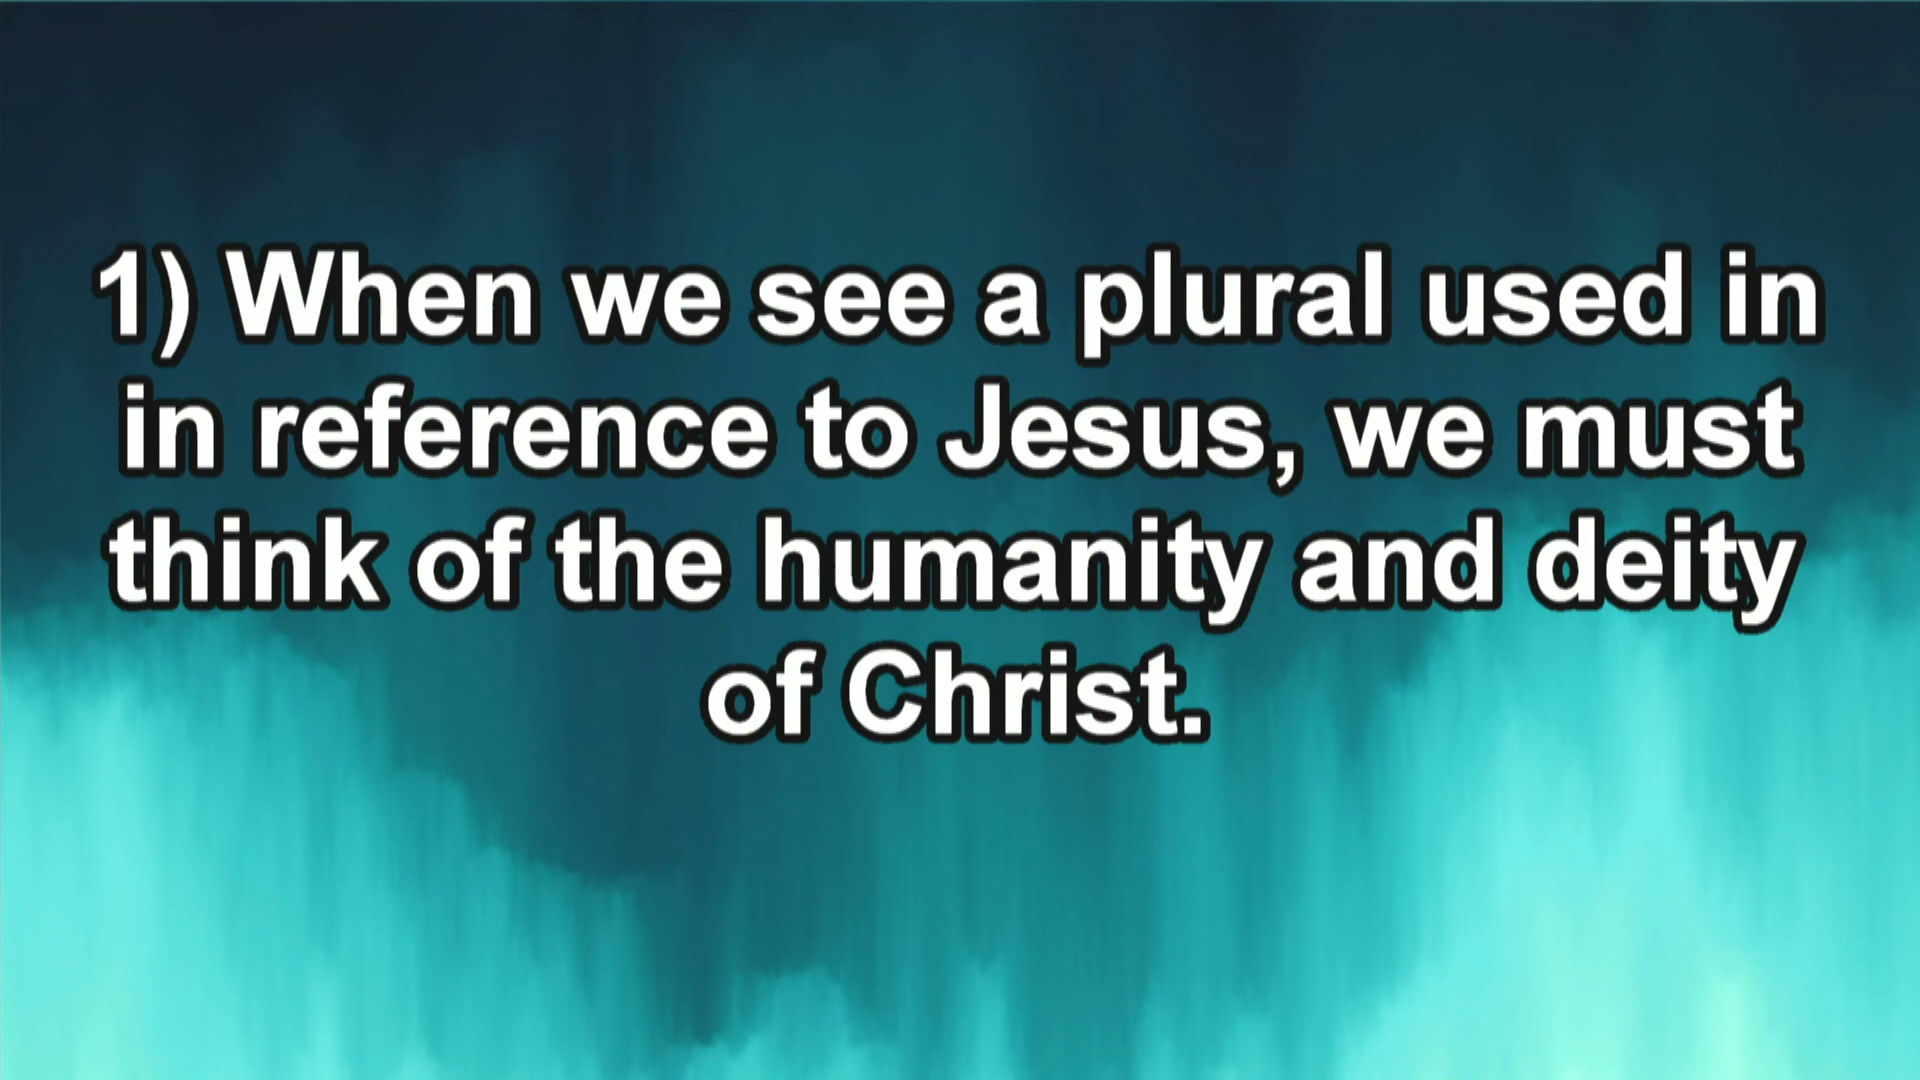 1) When we see a plural used in
in reference to Jesus, we must
think of the humanity and deity
of Christ.